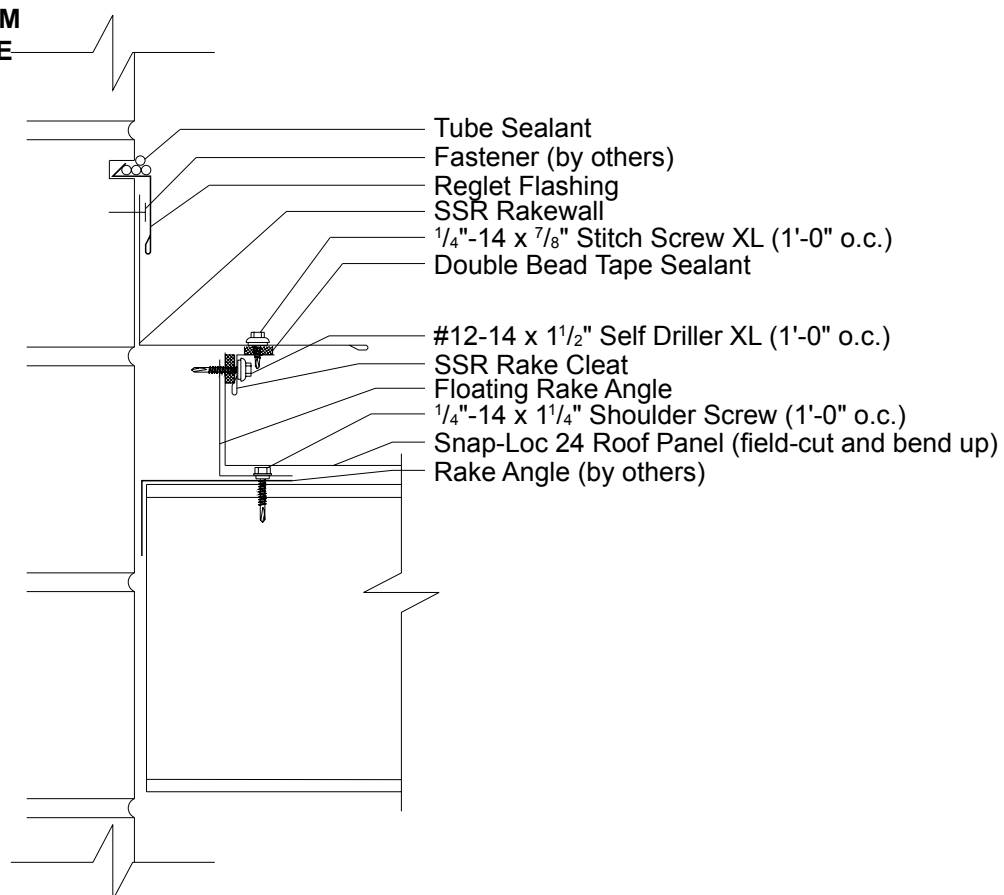 M
E
Tube Sealant
Fastener (by others)
Reglet Flashing
SSR Rakewall
1/4"-14 x 7/8" Stitch Screw XL (1'-0" o.c.)
Double Bead Tape Sealant
#12-14 x 11/2" Self Driller XL (1'-0" o.c.)
SSR Rake Cleat
Floating Rake Angle
1/4"-14 x 11/4" Shoulder Screw (1'-0" o.c.)
Snap-Loc 24 Roof Panel (field-cut and bend up)
Rake Angle (by others)